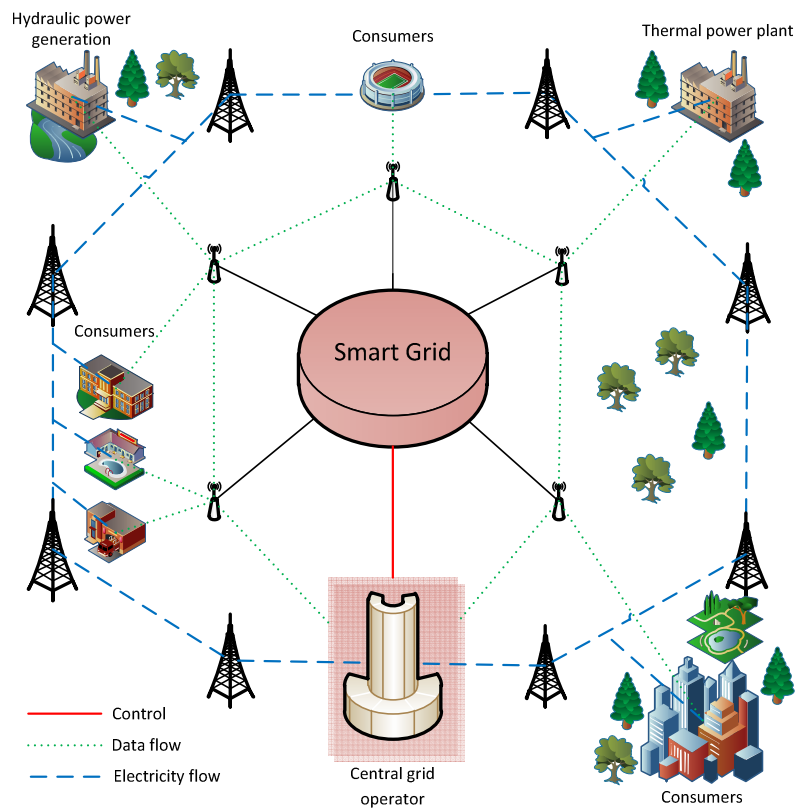 Hydraulic power
generation
Consumers
Thermal power plant
Consumers
Smart Grid
Control
Data flow
Electricity flow
Central grid
operator
Consumers